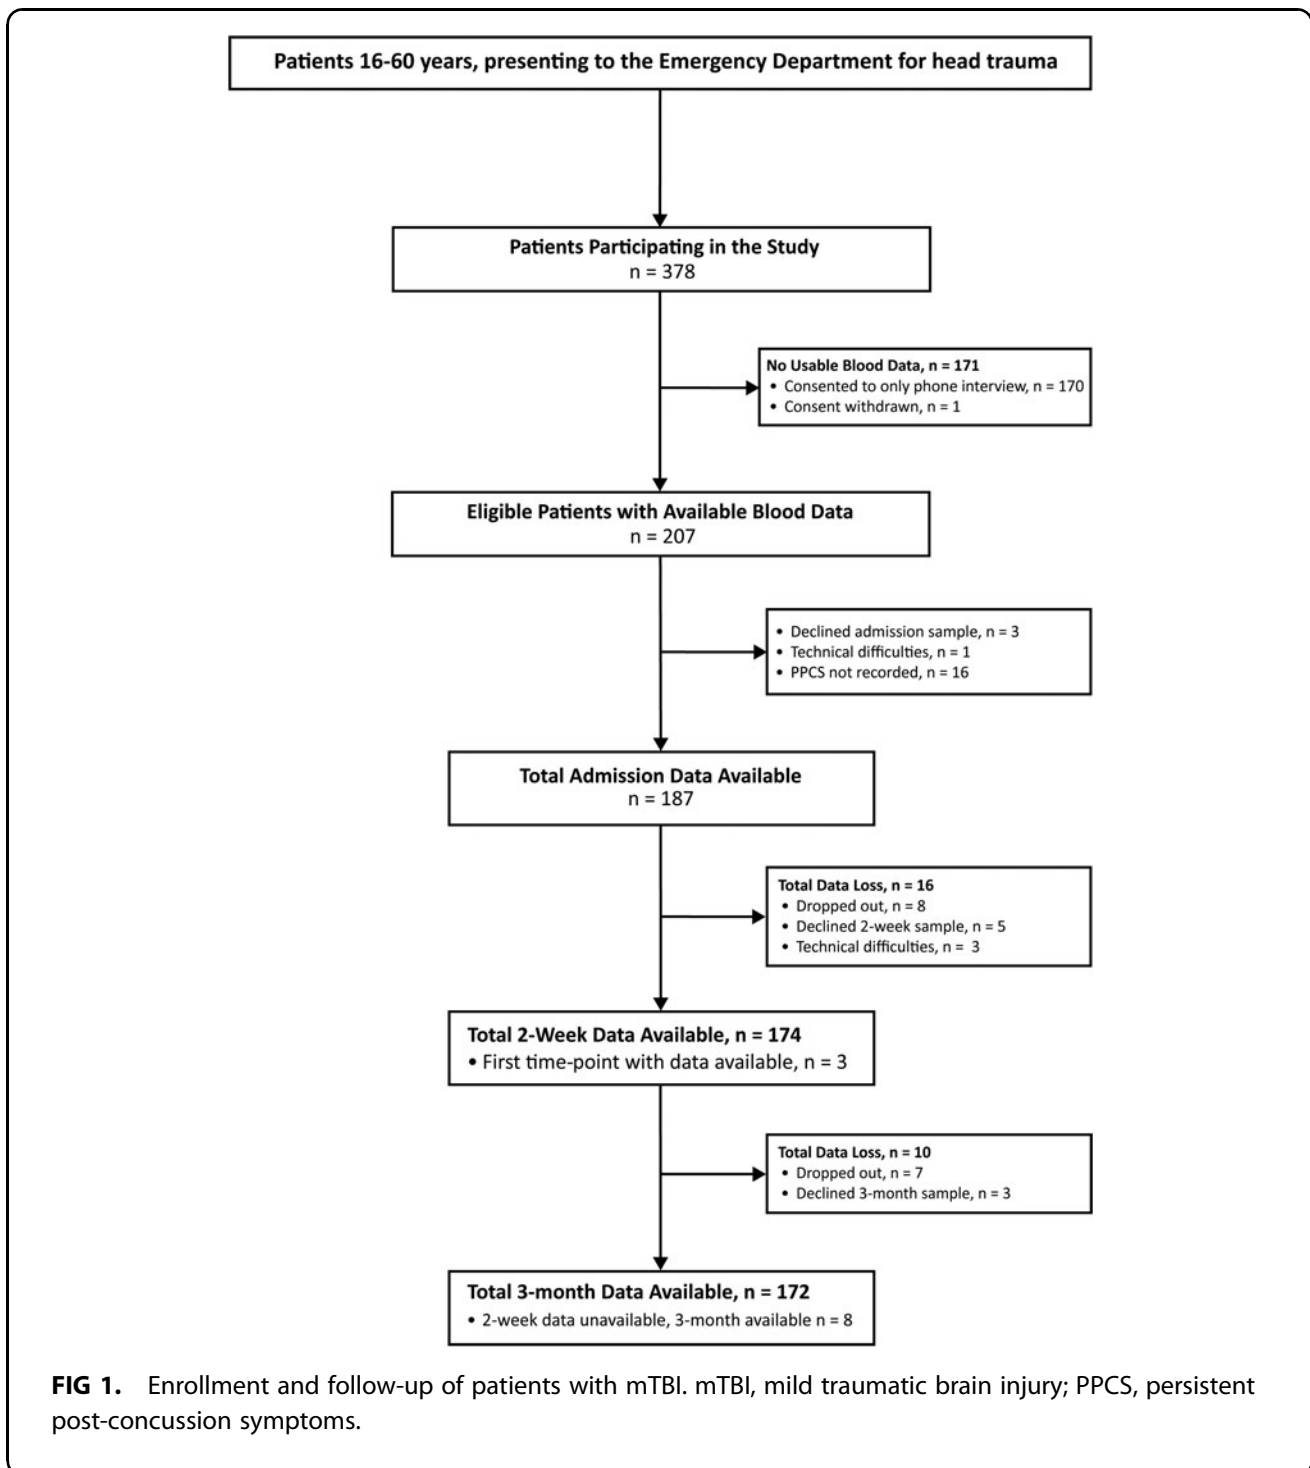 Patients 16-60 years, presenting to the Emergency Department for head trauma
Patients Participating in the Study
n = 378
No Usable Blood Data, n = 171
• Consented to only phone interview, n = 170
• Consent withdrawn, n = 1
Eligible Patients with Available Blood Data
n = 207
• Declined admission sample, n = 3
• Technical difficulties, n = 1
• PPCS not recorded, n = 16
Total Admission Data Available
n = 187
Total Data Loss, n = 16
• Dropped out, n = 8
• Declined 2-week sample, n = 5
• Technical difficulties, n =  3
Total 2-Week Data Available, n = 174
• First time-point with data available, n = 3
Total Data Loss, n = 10
• Dropped out, n = 7
• Declined 3-month sample, n = 3
Total 3-month Data Available, n = 172
• 2-week data unavailable, 3-month available n = 8
FIG 1. Enrollment and follow-up of patients with mTBI. mTBI, mild traumatic brain injury; PPCS, persistent
post-concussion symptoms.